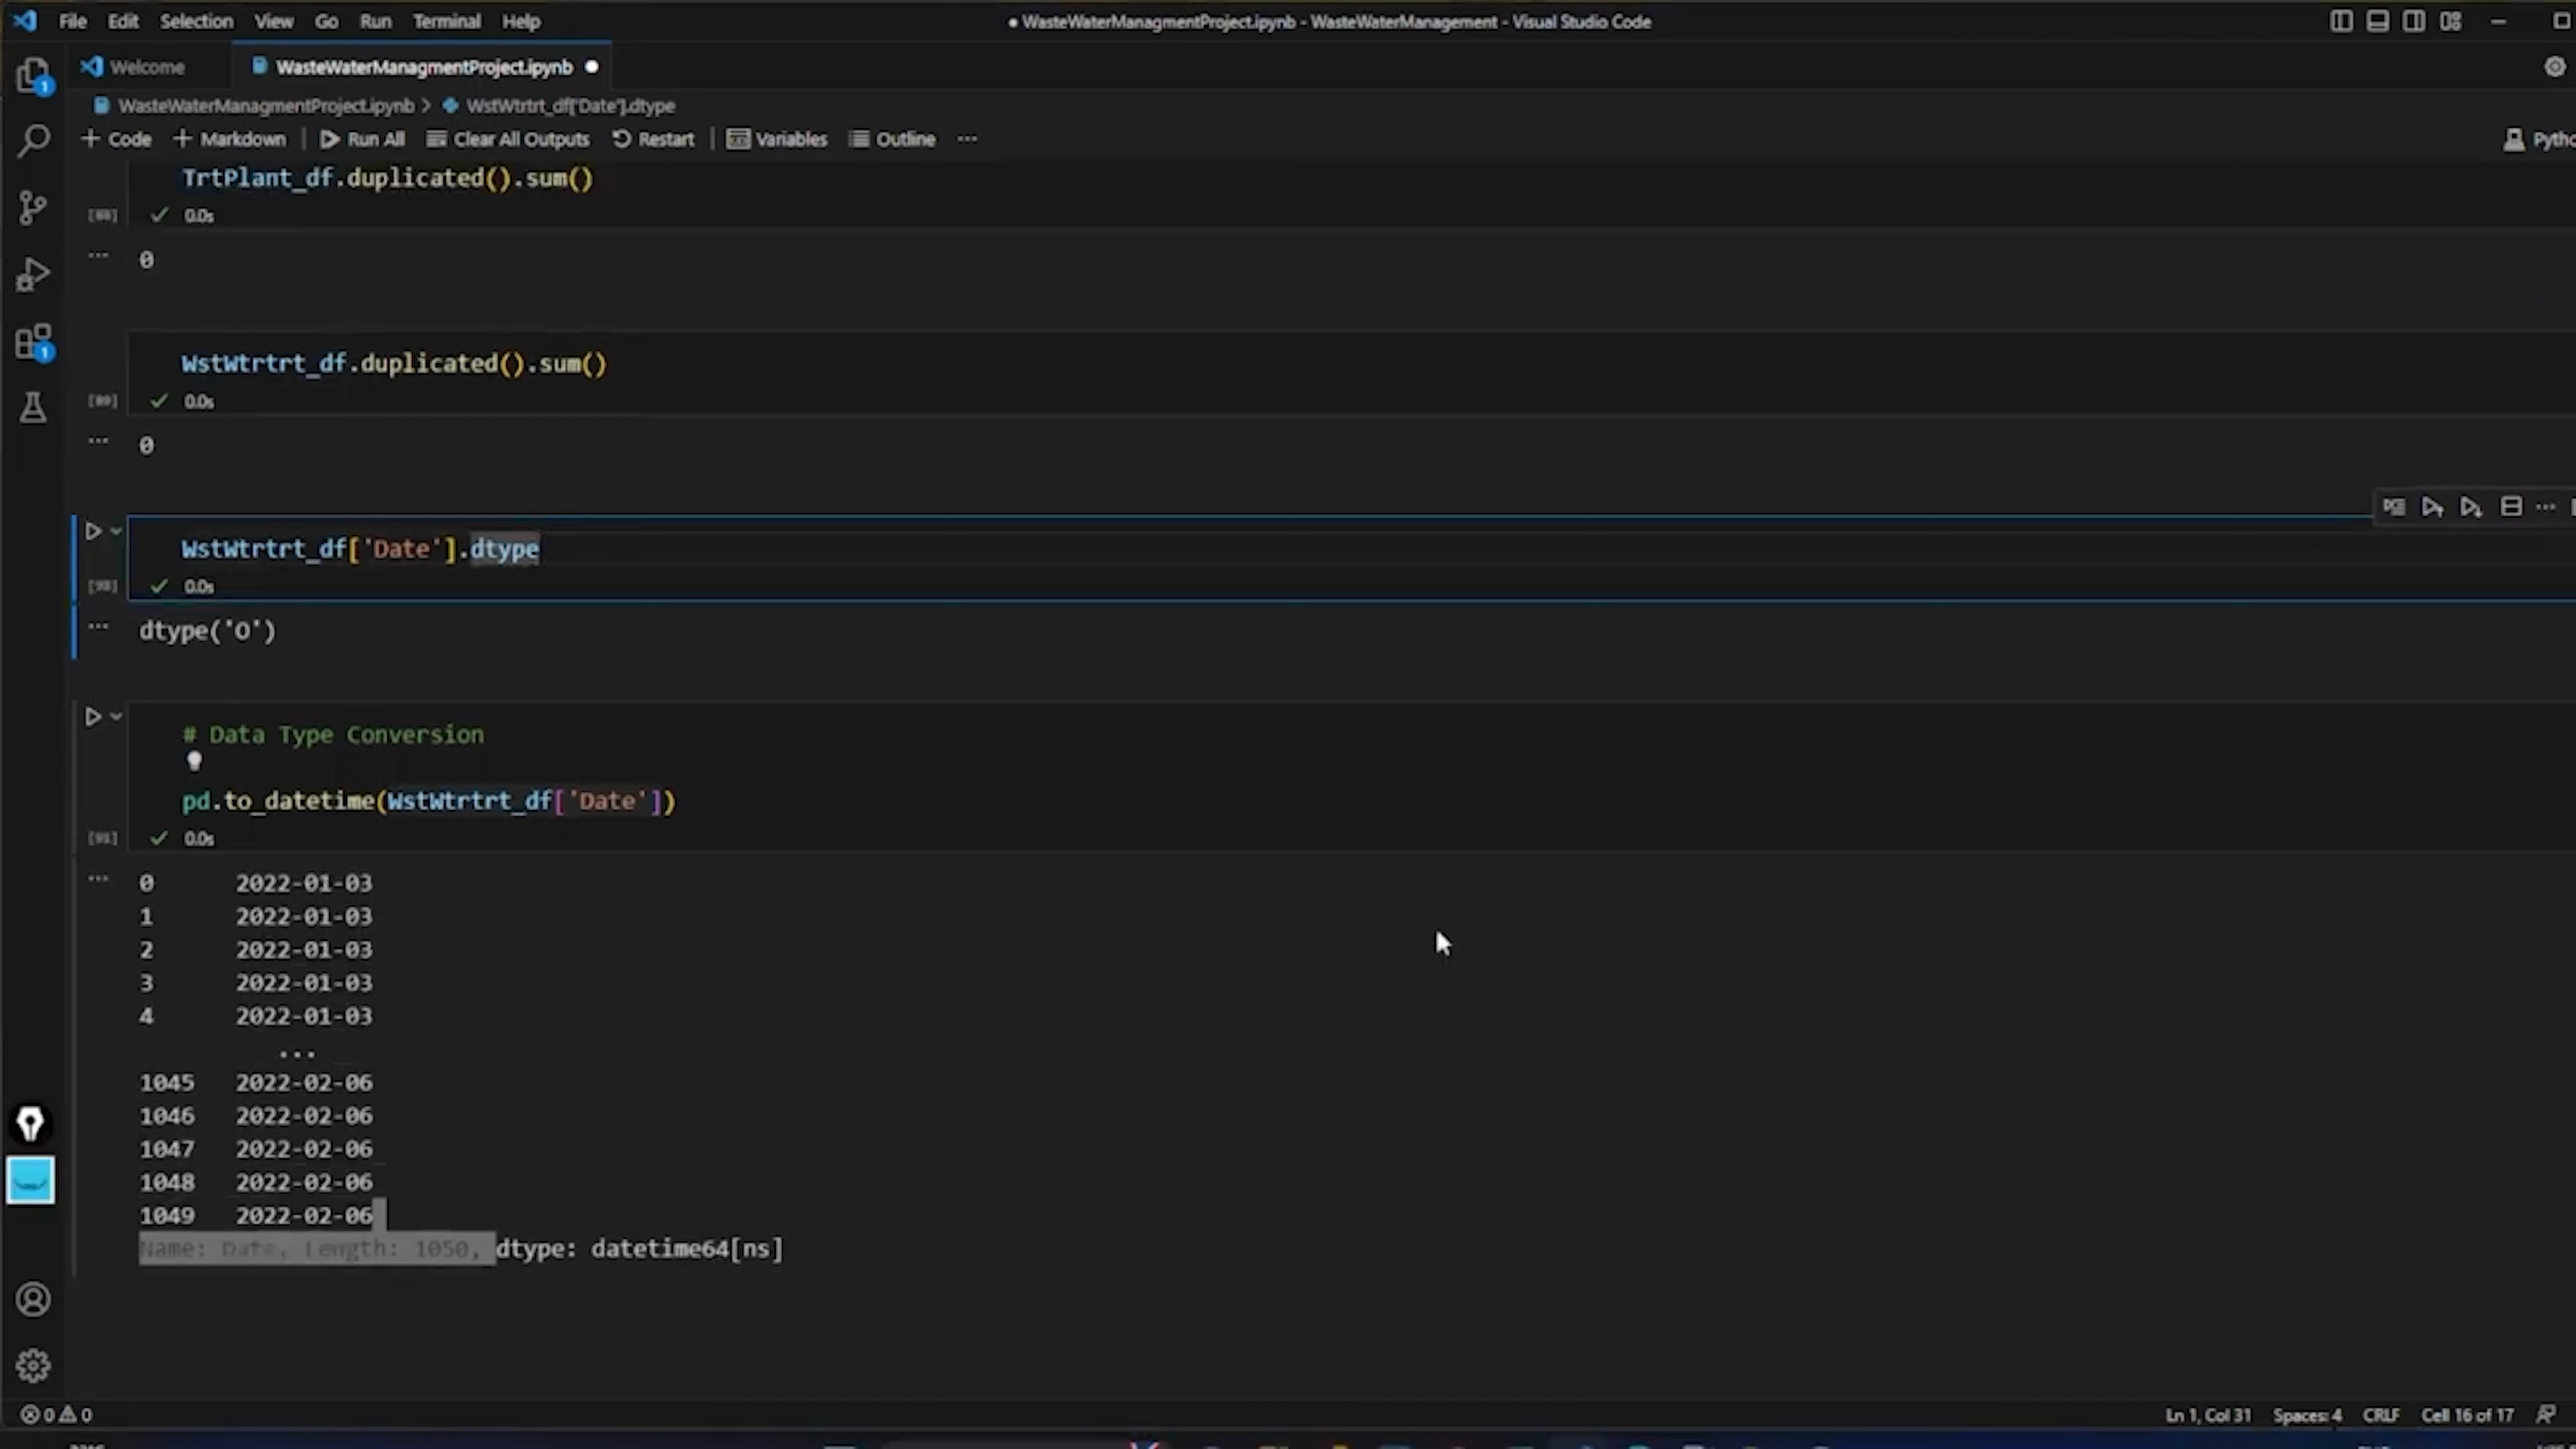 File Edit Selection View Go Run Terminal Help
● WasteWaterManagmentProject.ipynb - WasteWaterManagement - Visual Studio Code
Welcome
WasteWaterManagmentProject.ipynb
WasteWaterManagmentProject.ipynb > WstWtrtrt_df['Date'].dtype
+ Code + Markdown Run All Clear All Outputs Restart Variables Outline ...
TrtPlant_df.duplicated().sum()
[88] 0.0s
0
WstWtrtrt_df.duplicated().sum()
[89] 0.0s
0
WstWtrtrt_df['Date'].dtype
[90] 0.0s
dtype('O')
# Data Type Conversion
pd.to_datetime(WstWtrtrt_df['Date'])
[91] 0.0s
0 2022-01-03
1 2022-01-03
2 2022-01-03
3 2022-01-03
4 2022-01-03
...
1045 2022-02-06
1046 2022-02-06
1047 2022-02-06
1048 2022-02-06
1049 2022-02-06
Name: Date, Length: 1050, dtype: datetime64[ns]
0 0
Ln 1, Col 31 Spaces: 4 CRLF Cell 16 of 17